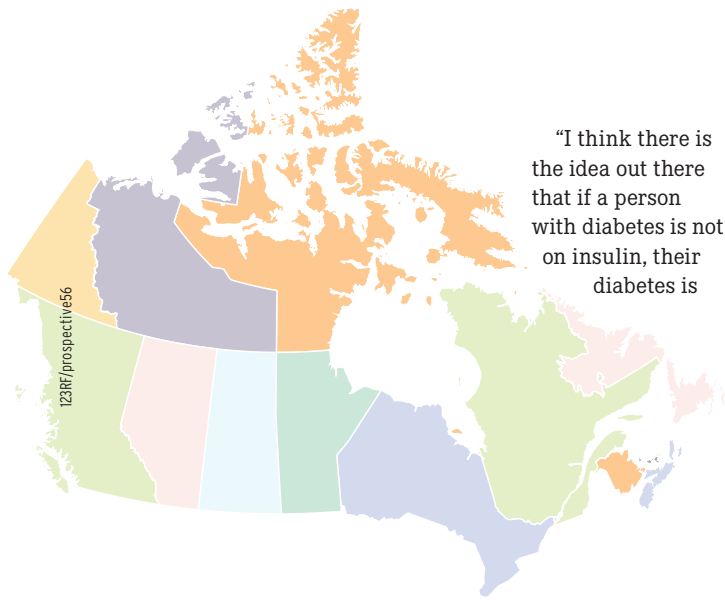 “I think there is
the idea out there
that if a person
with diabetes is not
on insulin, their
diabetes is
123RF/prospective56